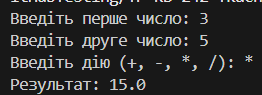 Введіть перше число: 3
Введіть друге число: 5
Введіть дію (+, -, *, /): *
Результат: 15.0